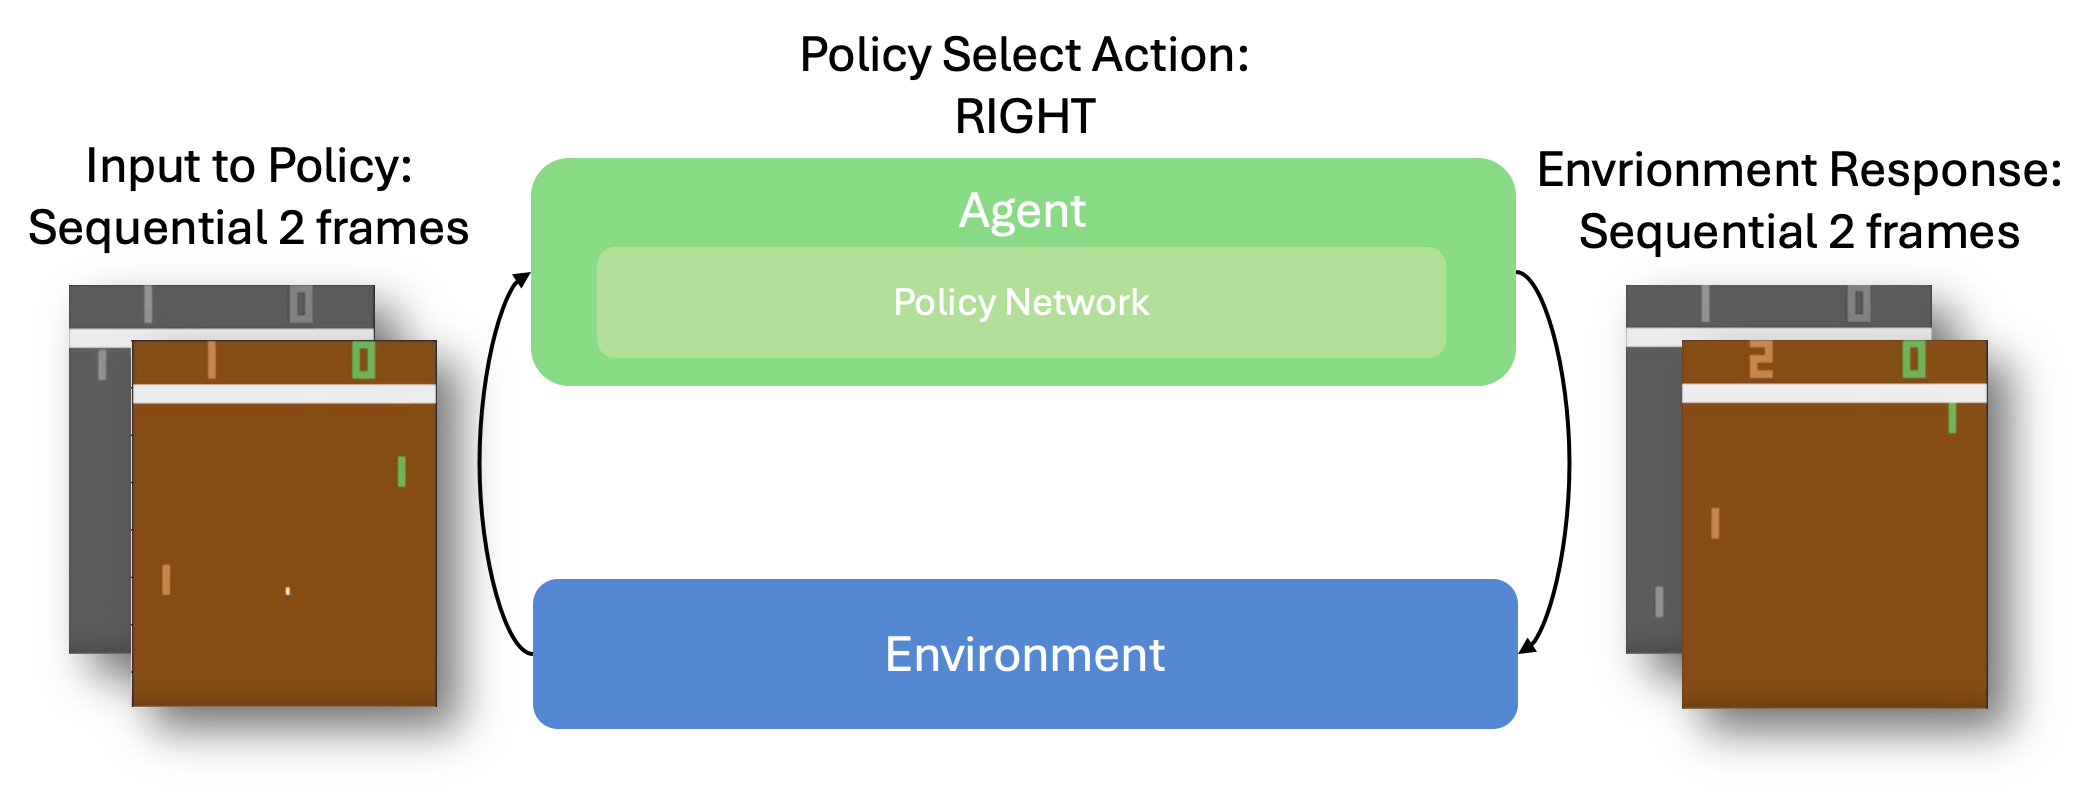 Policy Select Action:
RIGHT
Input to Policy:
Sequential 2 frames
Agent
Policy Network
Envrionment Response:
Sequential 2 frames
1 0
1 0
1 0
2 0
Environment